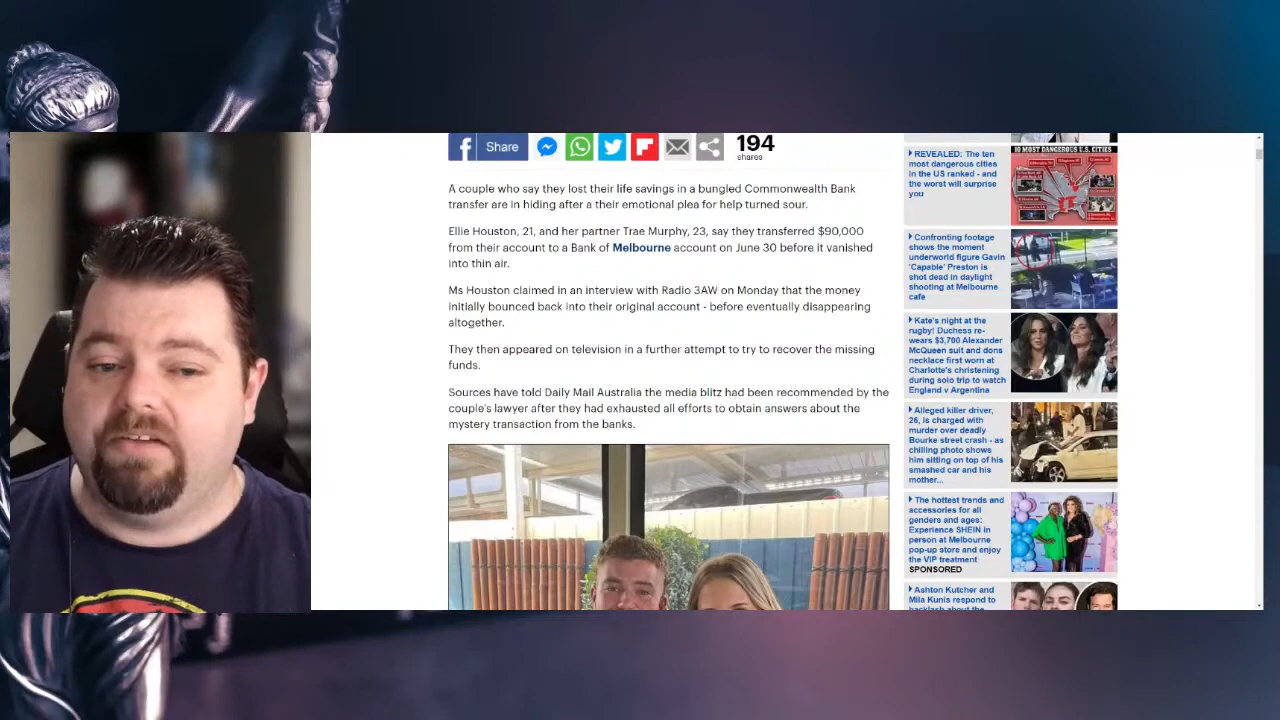 Share
194
shares
A couple who say they lost their life savings in a bungled Commonwealth Bank
transfer are in hiding after a their emotional plea for help turned sour.
Ellie Houston, 21, and her partner Trae Murphy, 23, say they transferred $90,000
from their account to a Bank of Melbourne account on June 30 before it vanished
into thin air.
Ms Houston claimed in an interview with Radio 3AW on Monday that the money
initially bounced back into their original account - before eventually disappearing
altogether.
They then appeared on television in a further attempt to try to recover the missing
funds.
Sources have told Daily Mail Australia the media blitz had been recommended by the
couple's lawyer after they had exhausted all efforts to obtain answers about the
mystery transaction from the banks.
REVEALED: The ten
most dangerous cities
in the US ranked - and
the worst will surprise
you
10 MOST DANGEROUS U.S. CITIES
Confronting footage
shows the moment
underworld figure Gavin
'Capable' Preston is
shot dead in daylight
shooting at Melbourne
cafe
Kate's night at the
rugby! Duchess re-
wears $3,700 Alexander
McQueen suit and dons
necklace first worn at
Charlotte's christening
during solo trip to watch
England v Argentina
Alleged killer driver,
26, is charged with
murder over deadly
Bourke street crash - as
chilling photo shows
him sitting on top of his
smashed car and his
mother...
The hottest trends and
accessories for all
genders and ages:
Experience SHEIN in
person at Melbourne
pop-up store and enjoy
the VIP treatment
SPONSORED
Ashton Kutcher and
Mila Kunis respond to
backlash about the